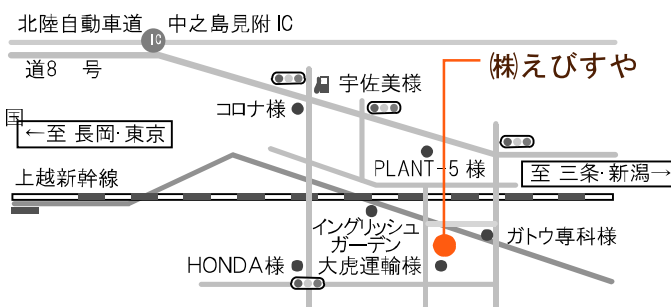 北陸自動車道 中之島見附 IC
IC
道8 号
国
←至 長岡・東京
宇佐美様
コロナ様
㈱えびすや
PLANT-5 様
至 三条・新潟→
上越新幹線
イングリッシュ
ガーデン
ガトウ専科様
HONDA様
大虎運輸様